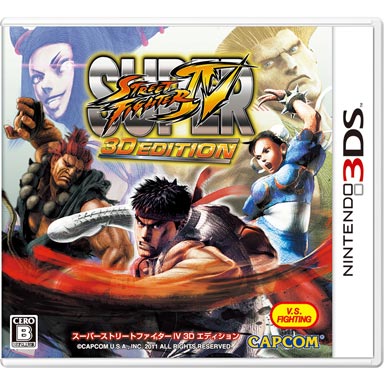 SUPER
STREET FIGHTER IV
3D EDITION
NINTENDO 3DS
V.S.
FIGHTING
CERO
B
スーパーストリートファイターIV 3D エディション
©CAPCOM U.S.A., INC. 2011 ALL RIGHTS RESERVED.
CAPCOM